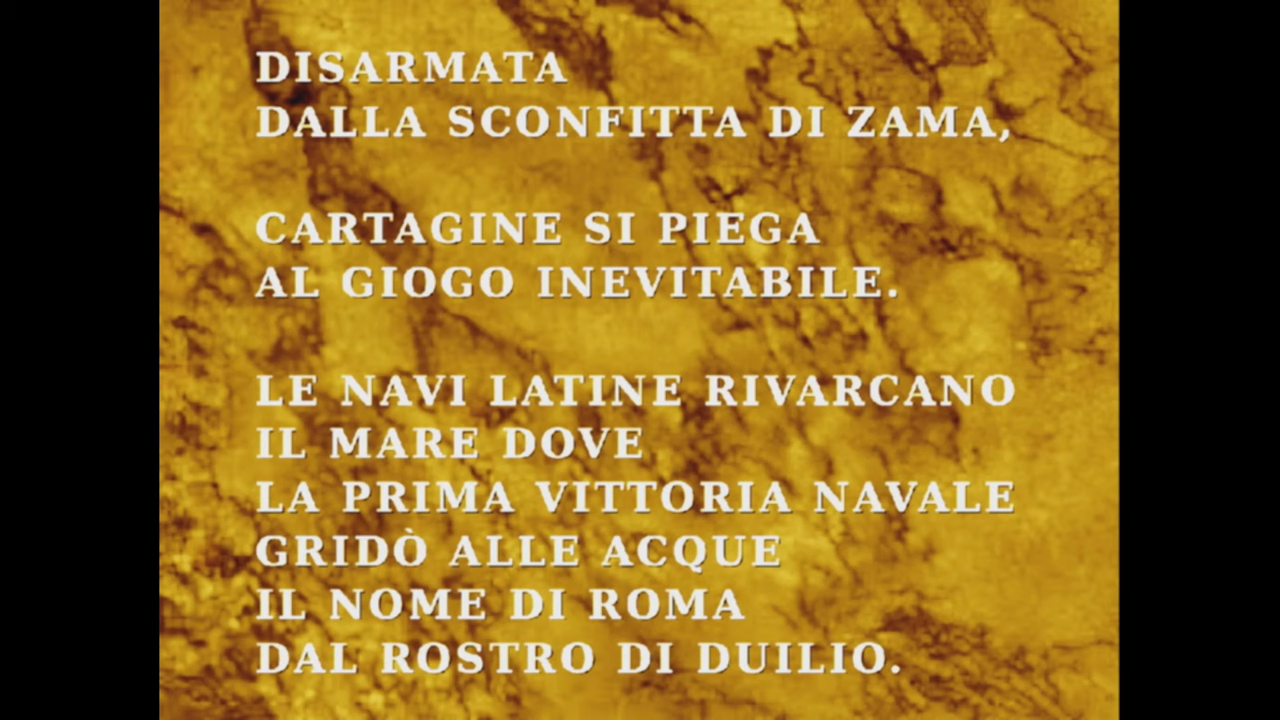 DISARMATA
DALLA SCONFITTA DI ZAMA,
CARTAGINE SI PIEGA
AL GIOGO INEVITABILE.
LE NAVI LATINE RIVARCANO
IL MARE DOVE
LA PRIMA VITTORIA NAVALE
GRIDÒ ALLE ACQUE
IL NOME DI ROMA
DAL ROSTRO DI DUILIO.